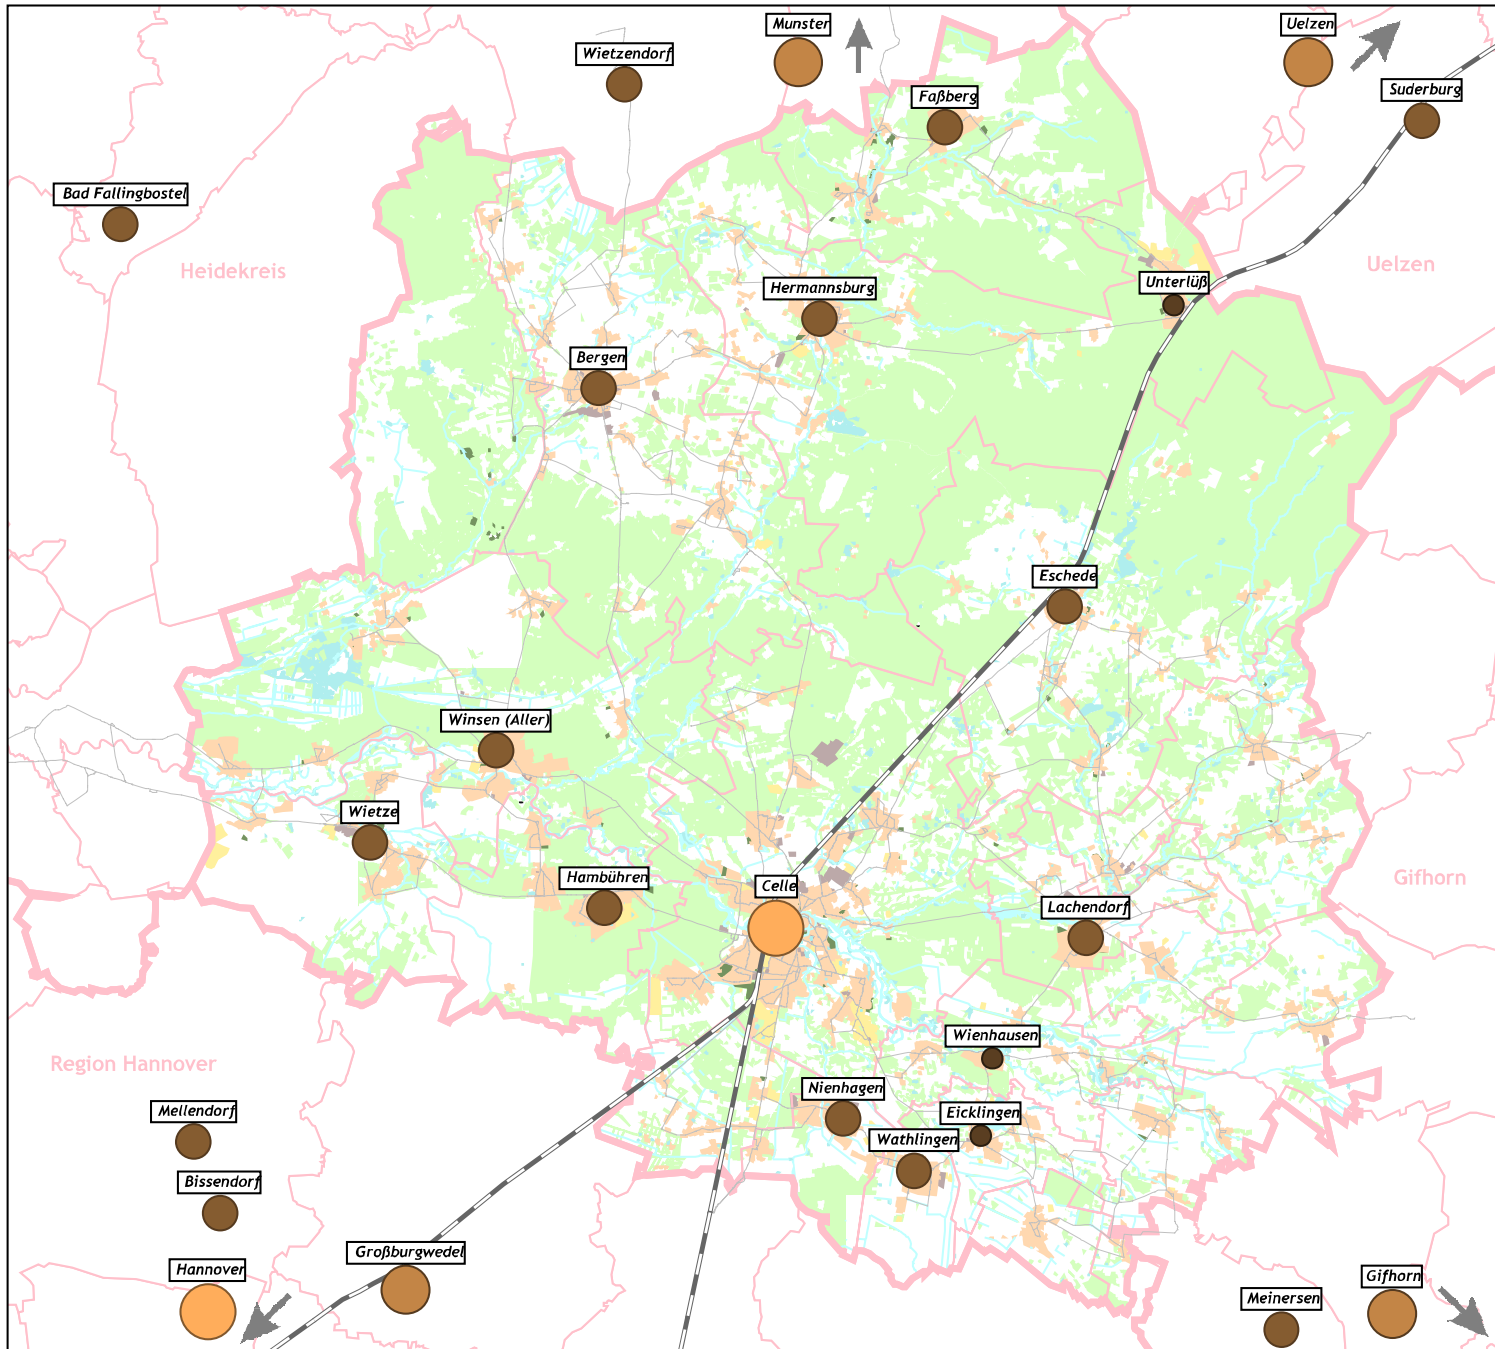 Munster
Uelzen
Wietzendorf
Suderburg
Faßberg
Bad Fallingbostel
Heidekreis
Uelzen
Unterlüß
Hermannsburg
Bergen
Eschede
Winsen (Aller)
Wietze
Hambühren
Celle
Gifhorn
Lachendorf
Wienhausen
Region Hannover
Nienhagen
Mellendorf
Eicklingen
Wathlingen
Bissendorf
Großburgwedel
Hannover
Gifhorn
Meinersen